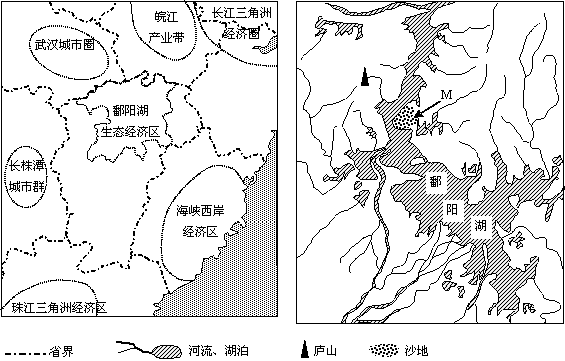 武汉城市圈
皖江
产业带
长江三角洲
经济圈
鄱阳湖
生态经济区
长株潭
城市群
海峡西岸
经济区
珠江三角洲经济区
M
鄱
阳
湖
省界
河流、湖泊
庐山
沙地